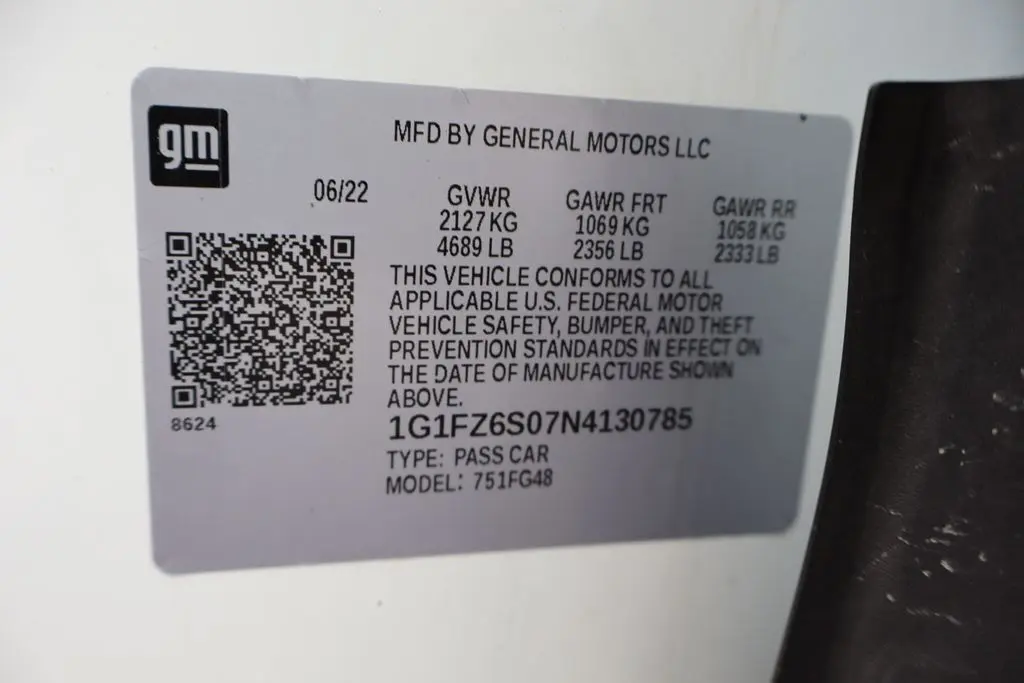 gm
MFD BY GENERAL MOTORS LLC
06/22
GVWR GAWR FRT GAWR RR
2127 KG 1069 KG 1058 KG
4689 LB 2356 LB 2333 LB
THIS VEHICLE CONFORMS TO ALL
APPLICABLE U.S. FEDERAL MOTOR
VEHICLE SAFETY, BUMPER, AND THEFT
PREVENTION STANDARDS IN EFFECT ON
THE DATE OF MANUFACTURE SHOWN
ABOVE.
8624
1G1FZ6S07N4130785
TYPE: PASS CAR
MODEL: 751FG48